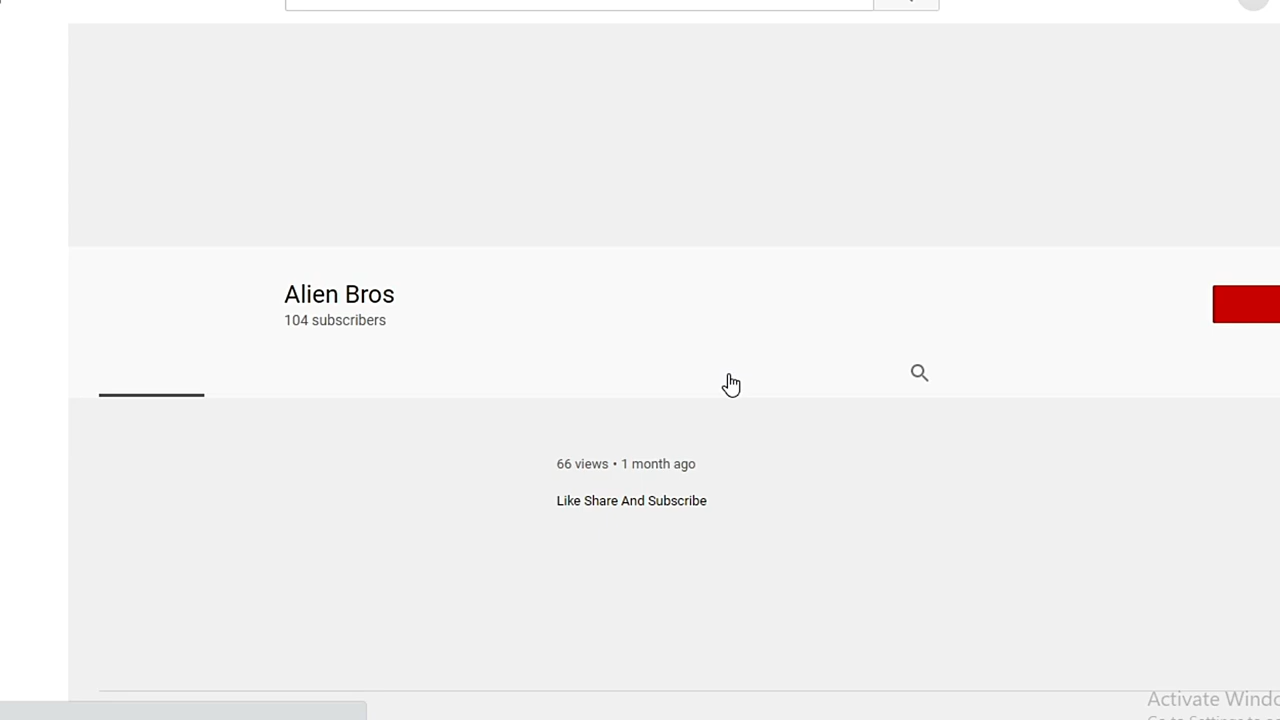 Alien Bros
104 subscribers
66 views • 1 month ago
Like Share And Subscribe
Activate Windo